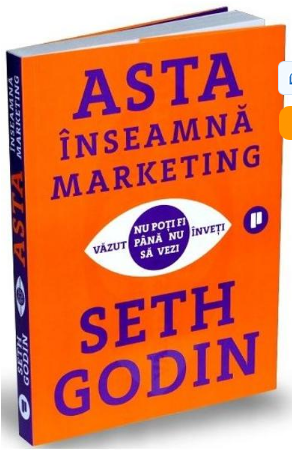 ASTA
ÎNSEAMNĂ
MARKETING
NU POȚI FI
VĂZUT PÂNĂ NU ÎNVEȚI
SĂ VEZI
SETH
GODIN
ASTA ÎNSEAMNĂ
MARKETING
SETH
GODIN